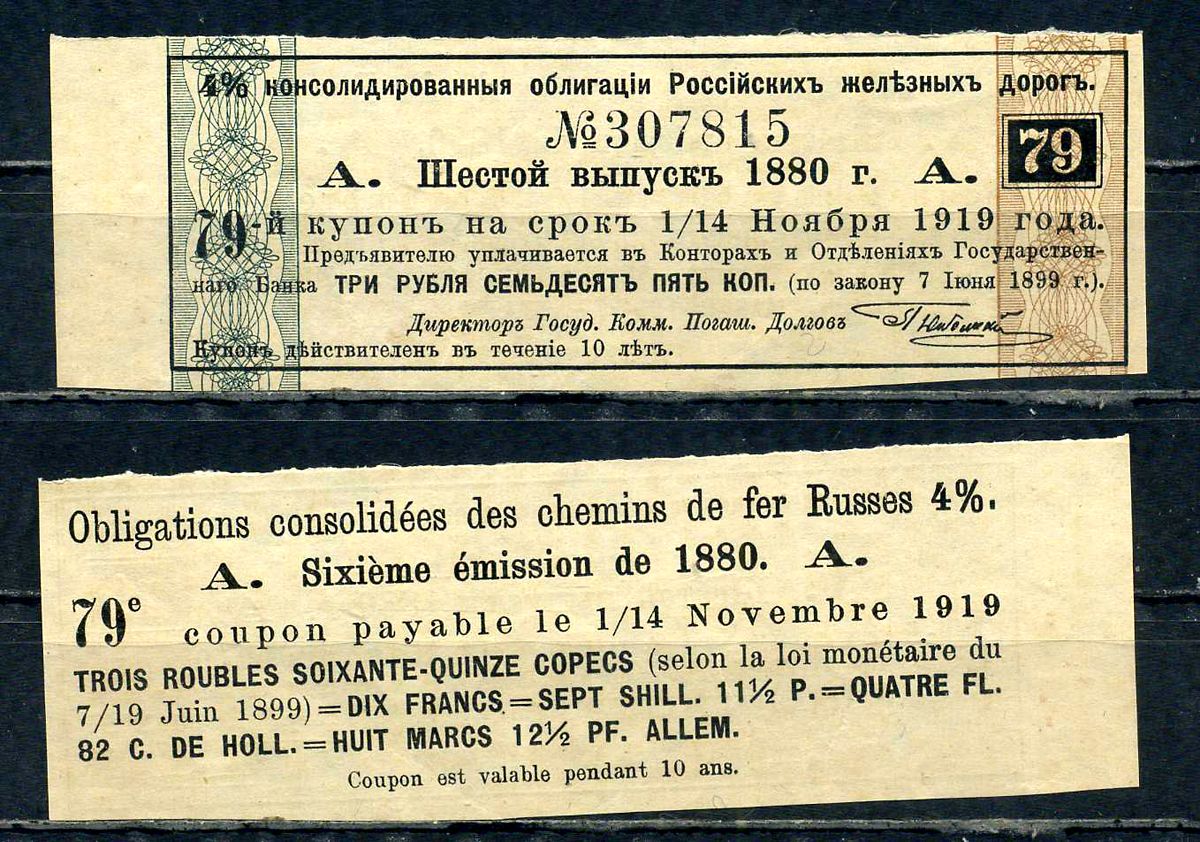 4% консолидированныя облигаціи Россійскихъ желѣзныхъ дорогъ.
№ 307815
79
А. Шестой выпускъ 1880 г. А.
79-й купонъ на срокъ 1/14 Ноября 1919 года.
Предъявителю уплачивается въ Конторахъ и Отдѣленіяхъ Государствен-
наго Банка ТРИ РУБЛЯ СЕМЬДЕСЯТЪ ПЯТЬ КОП. (по закону 7 Іюня 1899 г.).
Директоръ Госуд. Комм. Погаш. Долговъ
Купонъ дѣйствителенъ въ теченіе 10 лѣтъ.
Obligations consolidées des chemins de fer Russes 4%.
A. Sixième émission de 1880. A.
79e coupon payable le 1/14 Novembre 1919
TROIS ROUBLES SOIXANTE-QUINZE COPECS (selon la loi monétaire du
7/19 Juin 1899)=DIX FRANCS=SEPT SHILL. 11½ P.=QUATRE FL.
82 C. DE HOLL.=HUIT MARCS 12½ PF. ALLEM.
Coupon est valable pendant 10 ans.